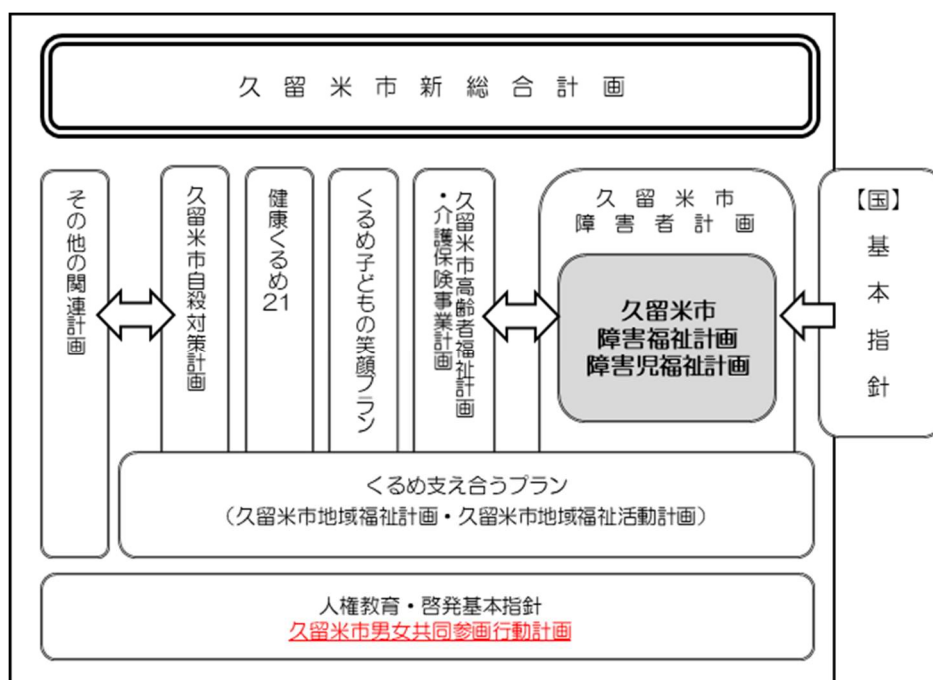 久留米市新総合計画
その他の関連計画
久留米市自殺対策計画
健康くるめ
21
くるめ子どもの笑顔プラン
久留米市高齢者福祉計画
・介護保険事業計画
久留米市
障害者計画
久留米市
障害福祉計画
障害児福祉計画
【国】
基本指針
くるめ支え合うプラン
（久留米市地域福祉計画・久留米市地域福祉活動計画）
人権教育・啓発基本指針
久留米市男女共同参画行動計画